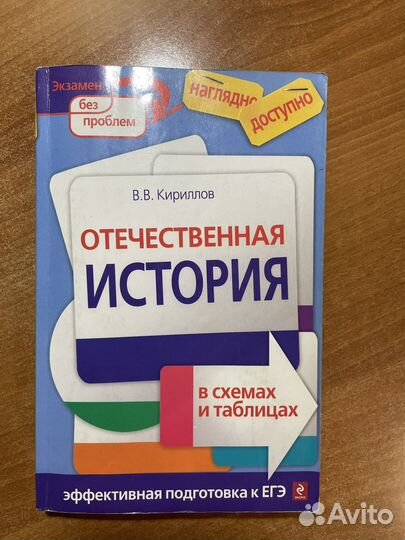 Экзамен
без
проблем
наглядно
доступно
В.В. Кириллов
ОТЕЧЕСТВЕННАЯ
ИСТОРИЯ
в схемах
и таблицах
эффективная подготовка к ЕГЭ
Avito